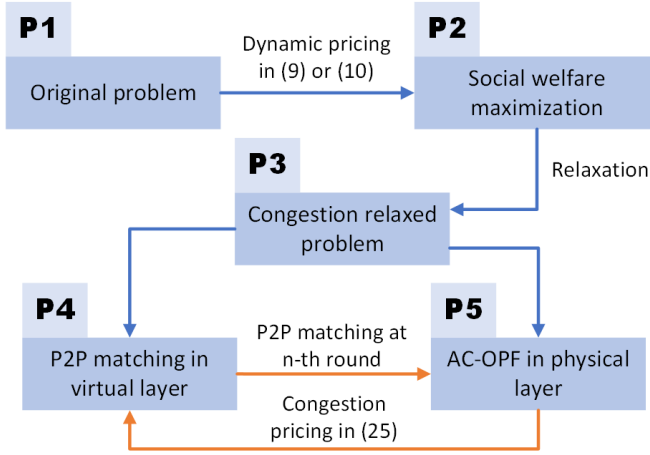 P1
Original problem
Dynamic pricing
in (9) or (10)
P2
Social welfare
maximization
Relaxation
P3
Congestion relaxed
problem
P4
P2P matching in
virtual layer
P2P matching at
n-th round
P5
AC-OPF in physical
layer
Congestion
pricing in (25)